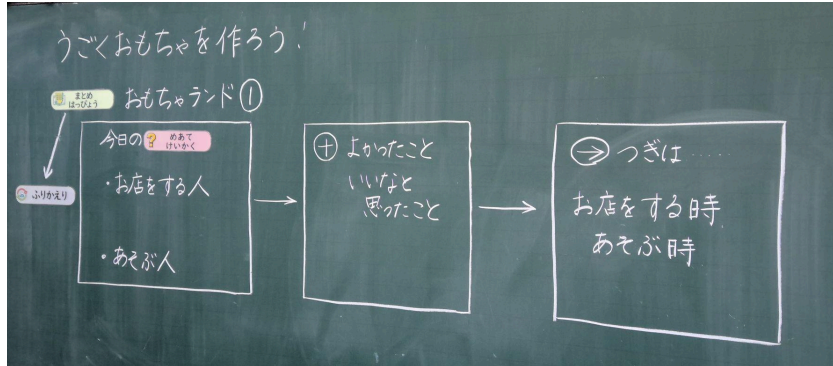 うごくおもちゃを作ろう！
まとめ
はっぴょう
おもちゃランド①
ふりかえり
今日の
めあて
けいかく
・お店をする人
・あそぶ人
⊕ よかったこと
いいなと
思ったこと
→ つぎは……
お店をする時
あそぶ時